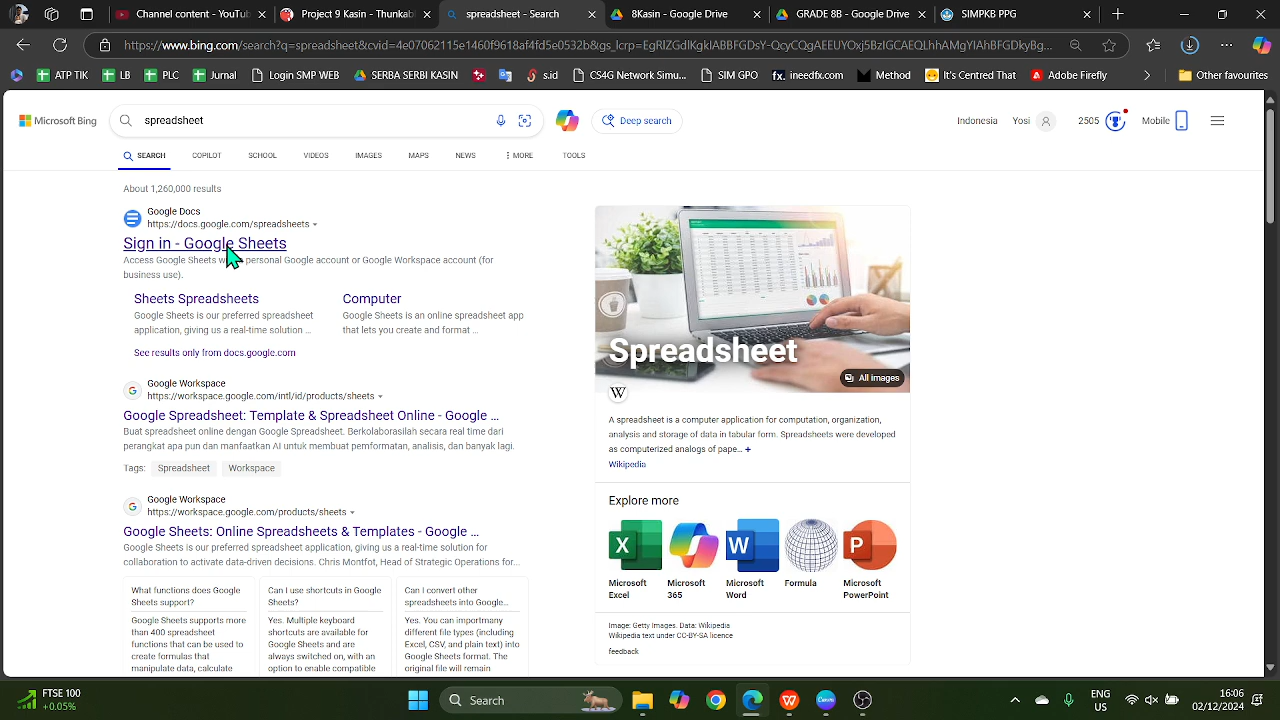 Channel content - YouTub
Project 9 Kasin - Thunkab
spreadsheet - Search
8Kasin - Google Drive
GRADE 8B - Google Drive
SIMPKB PPG
https://www.bing.com/search?q=spreadsheet&cvid=4e07062115e1460f9618af4fd5e0532b&gs_lcrp=EgRIZGdlKgkIABBFGDsY-QcyCQgAEEUYOxj5BzIGCAEQLhhAMgYIAhBFGDkyBg...
ATP TIK
LB
PLC
Jurnal
Login SMP WEB
SERBA SERBI KASIN
sid
CS4G Network Simu...
SIM GPO
fx. ineedfx.com
Method
It's Centred That
Adobe Firefly
Other favourites
Microsoft Bing
spreadsheet
Deep search
Indonesia
Yosi
2505
Mobile
SEARCH
COPILOT
SCHOOL
VIDEOS
IMAGES
MAPS
NEWS
MORE
TOOLS
About 1,260,000 results
Google Docs
https://docs.google.com/spreadsheets
Sign in - Google Sheets
Access Google Sheets with personal Google account or Google Workspace account (for
business use).
Sheets Spreadsheets
Google Sheets is our preferred spreadsheet
application, giving us a real-time solution ...
Computer
Google Sheets is an online spreadsheet app
that lets you create and format ...
See results only from docs.google.com
Google Workspace
https://workspace.google.com/intl/id/products/sheets
Google Spreadsheet: Template & Spreadsheet Online - Google ...
Buat spreadsheet online dengan Google Spreadsheet. Berkolaborasilah secara real time dari
perangkat apa pun dan manfaatkan AI untuk membuat pemformatan, analisis, dan banyak lagi.
Tags: Spreadsheet Workspace
Google Workspace
https://workspace.google.com/products/sheets
Google Sheets: Online Spreadsheets & Templates - Google ...
Google Sheets is our preferred spreadsheet application, giving us a real-time solution for
collaboration to activate data-driven decisions. Chris Montfot, Head of Strategic Operations for...
What functions does Google
Sheets support?
Google Sheets supports more
than 400 spreadsheet
functions that can be used to
create formulas that
manipulate data, calculate
Can I use shortcuts in Google
Sheets?
Yes. Multiple keyboard
shortcuts are available for
Google Sheets and are
always switched on, with an
option to enable compatible
Can I convert other
spreadsheets into Google...
Yes. You can importmany
different file types (including
Excel, CSV, and plain text) into
Google Sheets format. The
original file will remain
Spreadsheet
All images
W
A spreadsheet is a computer application for computation, organization,
analysis and storage of data in tabular form. Spreadsheets were developed
as computerized analogs of pape... +
Wikipedia
Explore more
Microsoft
Excel
Microsoft
365
Microsoft
Word
Formula
Microsoft
PowerPoint
Image: Getty Images. Data: Wikipedia
Wikipedia text under CC-BY-SA licence
feedback
FTSE 100
+0.05%
Search
ENG
US
16:06
02/12/2024